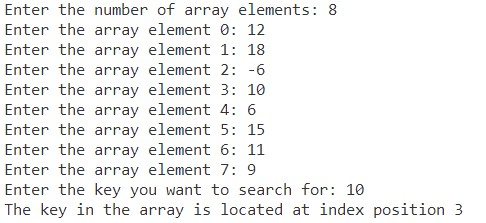 Enter the number of array elements: 8
Enter the array element 0: 12
Enter the array element 1: 18
Enter the array element 2: -6
Enter the array element 3: 10
Enter the array element 4: 6
Enter the array element 5: 15
Enter the array element 6: 11
Enter the array element 7: 9
Enter the key you want to search for: 10
The key in the array is located at index position 3